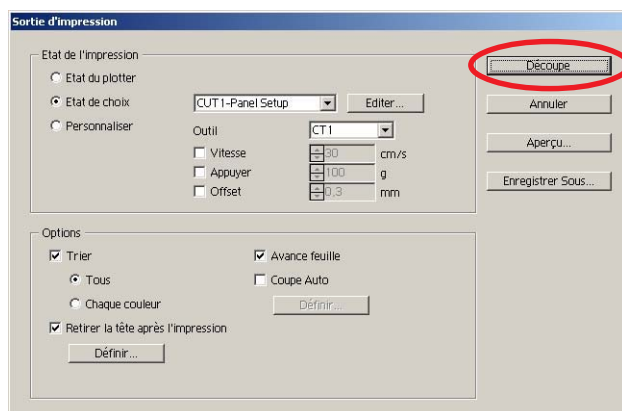 Sortie d'impression
Etat de l'impression
Etat du plotter
Etat de choix CUT1-Panel Setup Editer...
Personnaliser
Outil CT1
Vitesse 30 cm/s
Appuyer 100 g
Offset 0,3 mm
Découpe
Annuler
Aperçu...
Enregistrer Sous...
Options
Trier Avance feuille
Tous Coupe Auto
Chaque couleur Définir...
Retirer la tête après l'impression
Définir...